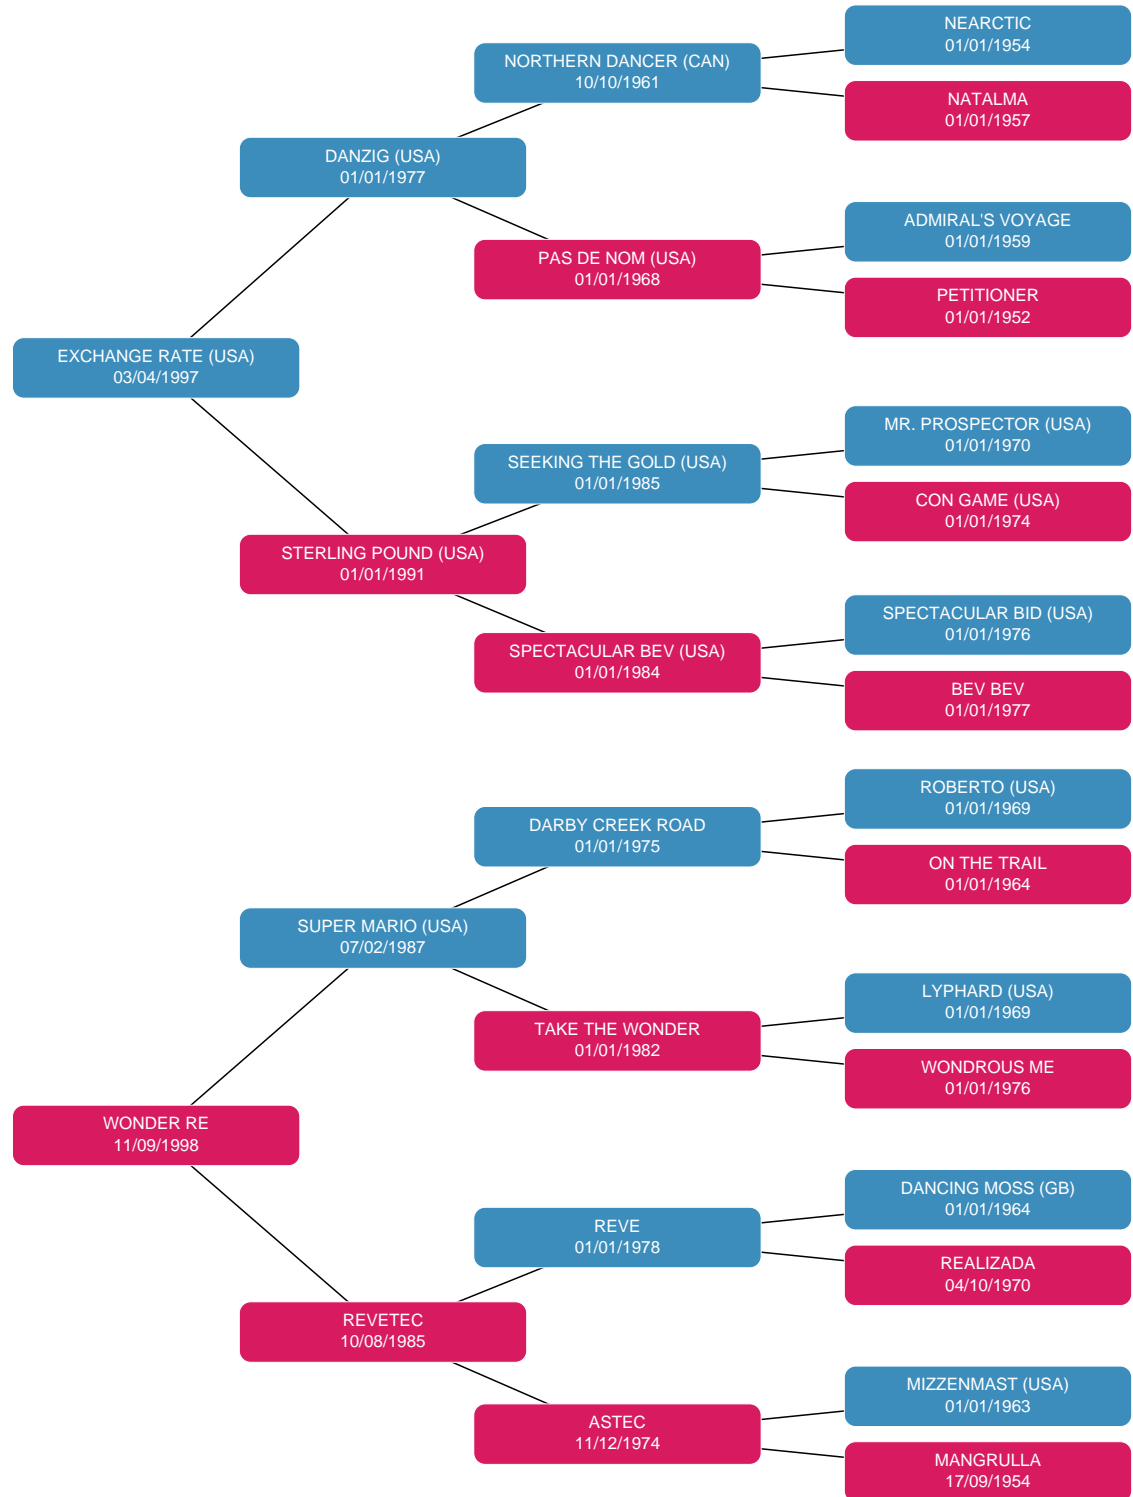 NEARCTIC
01/01/1954
NORTHERN DANCER (CAN)
10/10/1961
NATALMA
01/01/1957
DANZIG (USA)
01/01/1977
ADMIRAL'S VOYAGE
01/01/1959
PAS DE NOM (USA)
01/01/1968
PETITIONER
01/01/1952
EXCHANGE RATE (USA)
03/04/1997
MR. PROSPECTOR (USA)
01/01/1970
SEEKING THE GOLD (USA)
01/01/1985
CON GAME (USA)
01/01/1974
STERLING POUND (USA)
01/01/1991
SPECTACULAR BID (USA)
01/01/1976
SPECTACULAR BEV (USA)
01/01/1984
BEV BEV
01/01/1977
ROBERTO (USA)
01/01/1969
DARBY CREEK ROAD
01/01/1975
ON THE TRAIL
01/01/1964
SUPER MARIO (USA)
07/02/1987
LYPHARD (USA)
01/01/1969
TAKE THE WONDER
01/01/1982
WONDROUS ME
01/01/1976
WONDER RE
11/09/1998
DANCING MOSS (GB)
01/01/1964
REVE
01/01/1978
REALIZADA
04/10/1970
REVETEC
10/08/1985
MIZZENMAST (USA)
01/01/1963
ASTEC
11/12/1974
MANGRULLA
17/09/1954